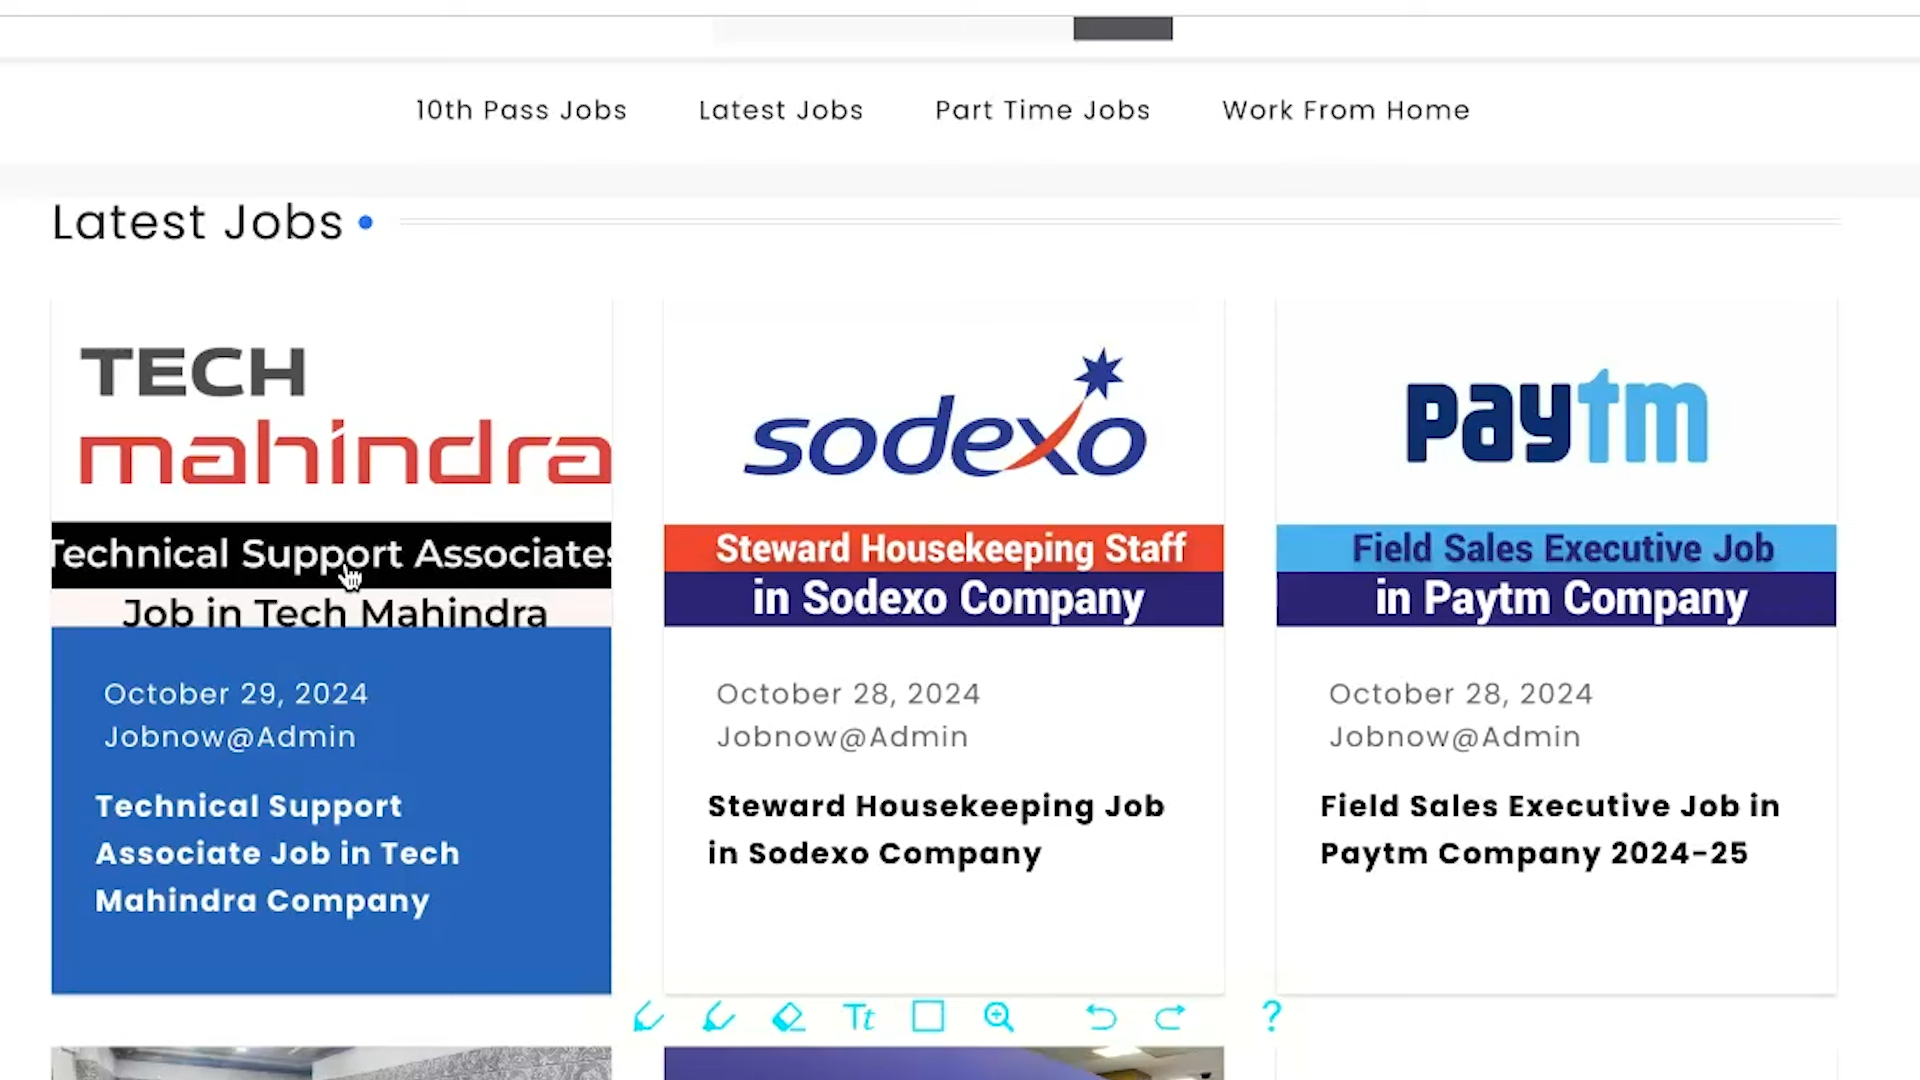 10th Pass Jobs
Latest Jobs
Part Time Jobs
Work From Home
Latest Jobs
TECH
mahindra
Technical Support Associates
Job in Tech Mahindra
October 29, 2024
Jobnow@Admin
Technical Support
Associate Job in Tech
Mahindra Company
sodexo
Steward Housekeeping Staff
in Sodexo Company
October 28, 2024
Jobnow@Admin
Steward Housekeeping Job
in Sodexo Company
paytm
Field Sales Executive Job
in Paytm Company
October 28, 2024
Jobnow@Admin
Field Sales Executive Job in
Paytm Company 2024-25
Tt
?